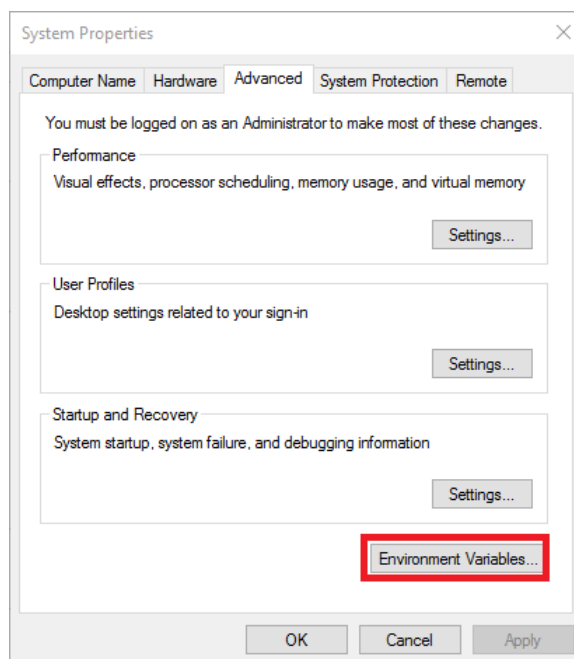 System Properties
Computer Name Hardware Advanced System Protection Remote
You must be logged on as an Administrator to make most of these changes.
Performance
Visual effects, processor scheduling, memory usage, and virtual memory
Settings...
User Profiles
Desktop settings related to your sign-in
Settings...
Startup and Recovery
System startup, system failure, and debugging information
Settings...
Environment Variables...
OK Cancel Apply